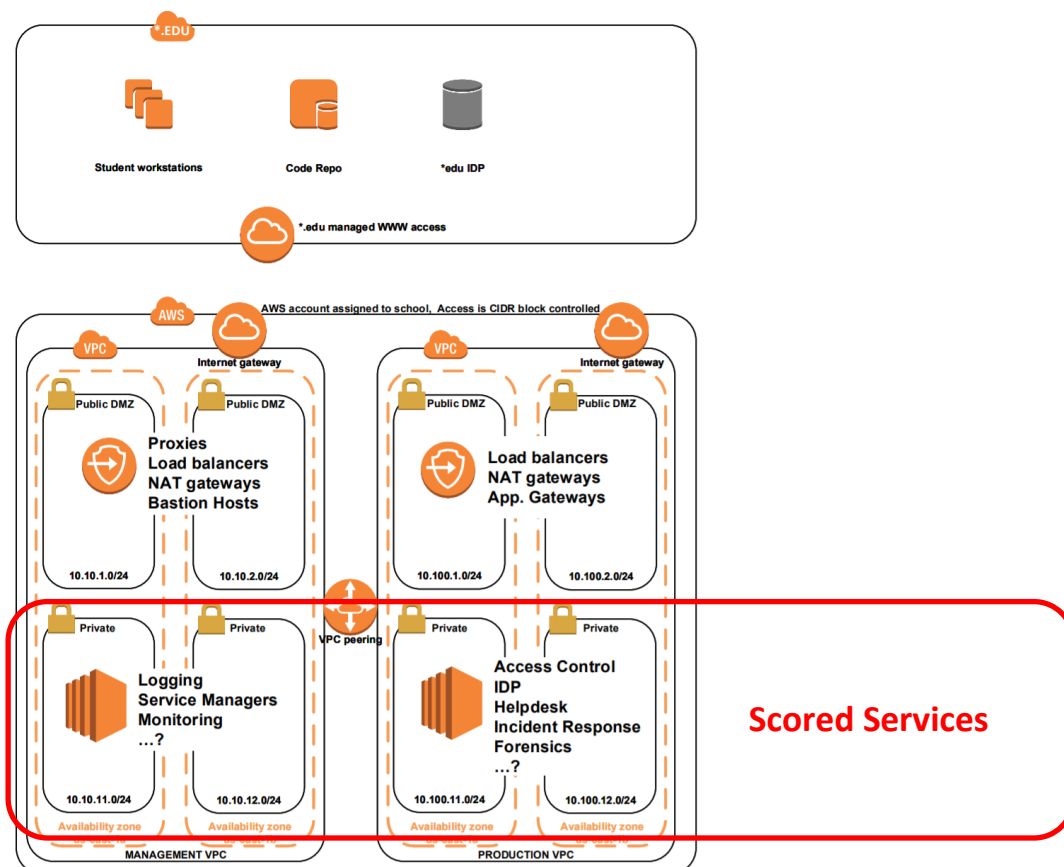 *.EDU
Student workstations
Code Repo
*edu IDP
*.edu managed WWW access
AWS account assigned to school, Access is CIDR block controlled
AWS
VPC
Internet gateway
VPC
Internet gateway
Public DMZ
Public DMZ
Public DMZ
Public DMZ
Proxies
Load balancers
NAT gateways
Bastion Hosts
Load balancers
NAT gateways
App. Gateways
10.10.1.0/24
10.10.2.0/24
10.100.1.0/24
10.100.2.0/24
VPC peering
Private
Private
Private
Private
Logging
Service Managers
Monitoring
...?
Access Control
IDP
Helpdesk
Incident Response
Forensics
...?
Scored Services
10.10.11.0/24
10.10.12.0/24
10.100.11.0/24
10.100.12.0/24
Availability zone
Availability zone
Availability zone
Availability zone
MANAGEMENT VPC
PRODUCTION VPC